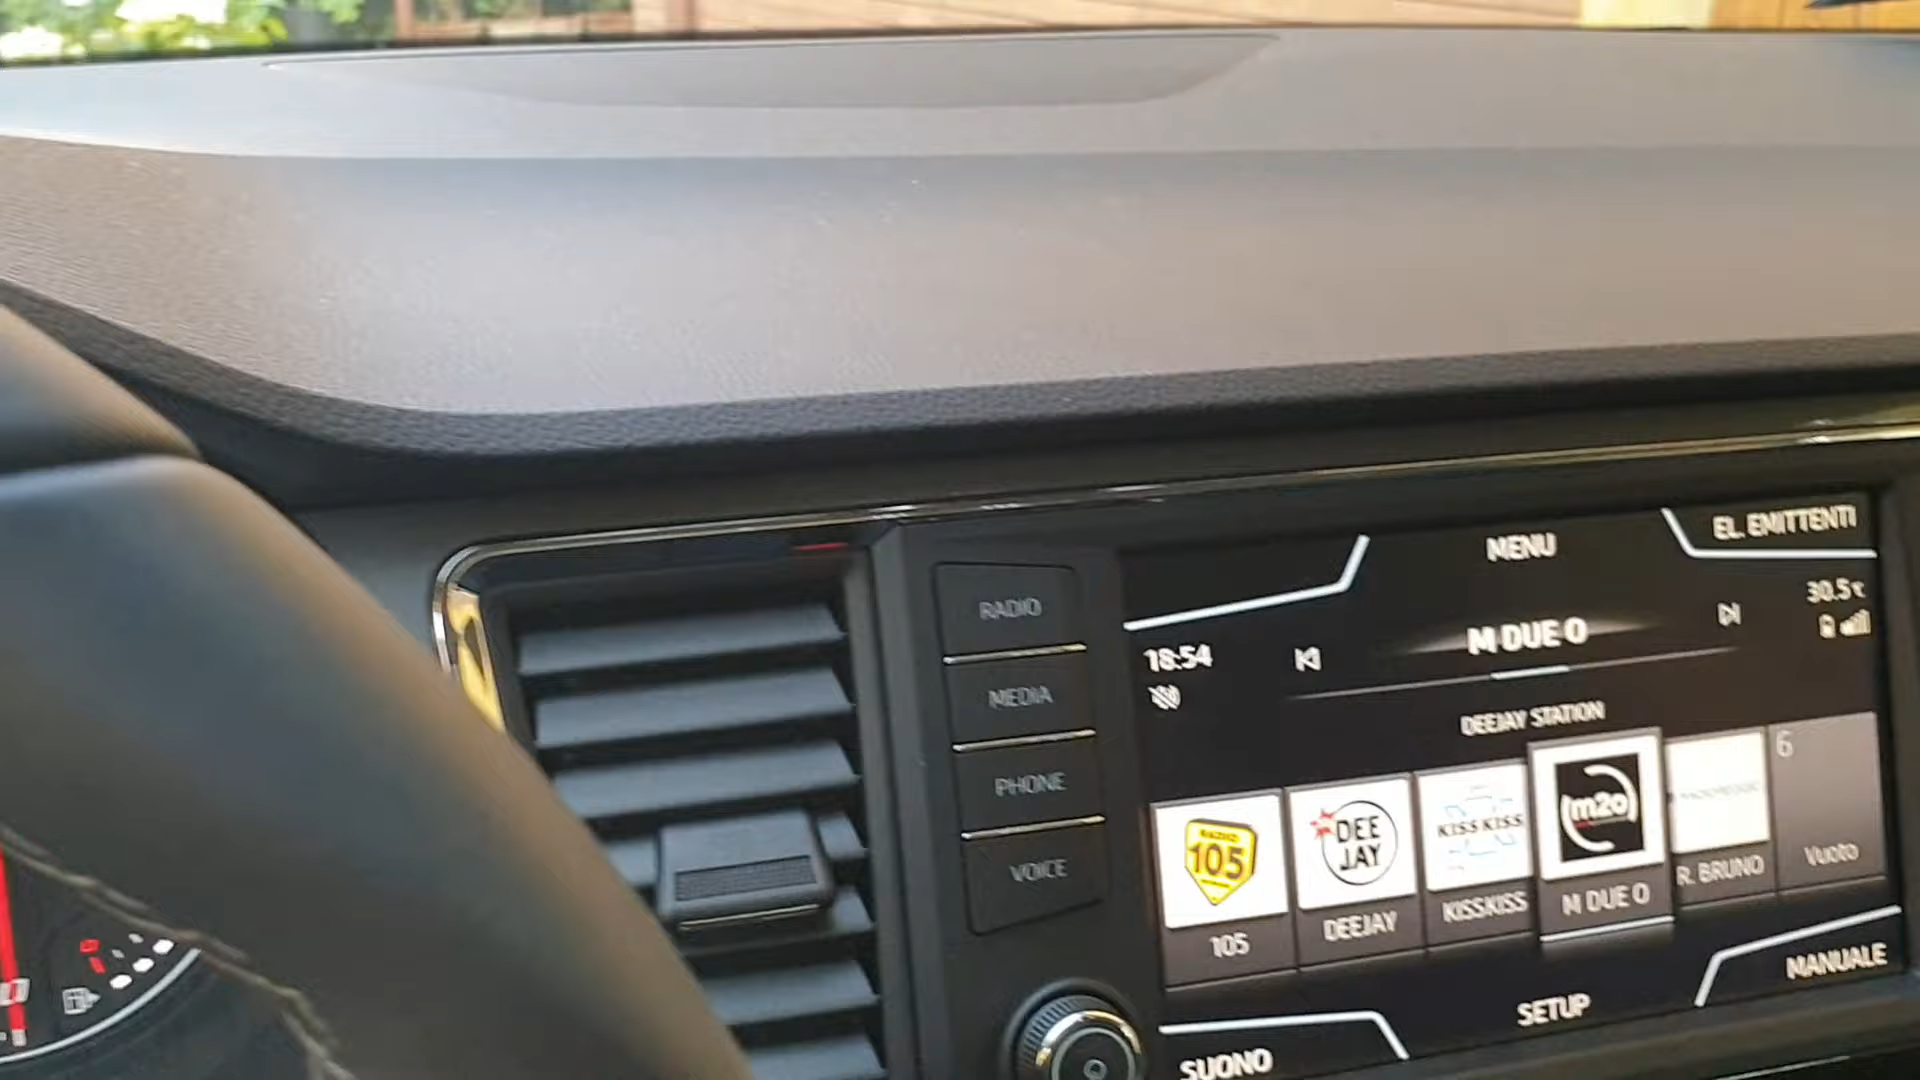 RADIO
MEDIA
PHONE
VOICE
EL. EMITTENTI
MENU
30.5°C
M DUE O
18:54
DEEJAY STATION
6
RADIO
105
DEE
JAY
KISS KISS
m2o
105
DEEJAY
KISSKISS
M DUE O
R. BRUNO
Vuoto
MANUALE
SETUP
SUONO